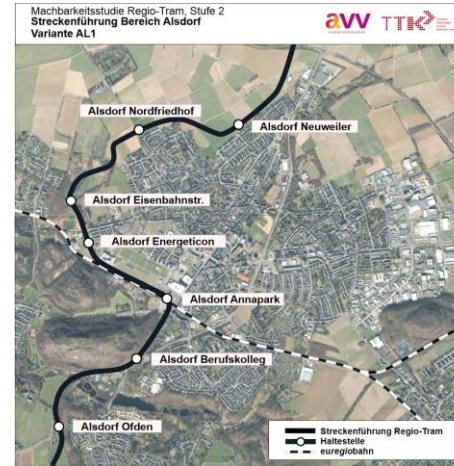 Machbarkeitsstudie Regio-Tram, Stufe 2
Streckenführung Bereich Alsdorf
Variante AL1
avv
TTK
Alsdorf Nordfriedhof
Alsdorf Neuweiler
Alsdorf Eisenbahnstr.
Alsdorf Energeticon
Alsdorf Annapark
Alsdorf Berufskolleg
Alsdorf Ofden
Streckenführung Regio-Tram
Haltestelle
euregiobahn